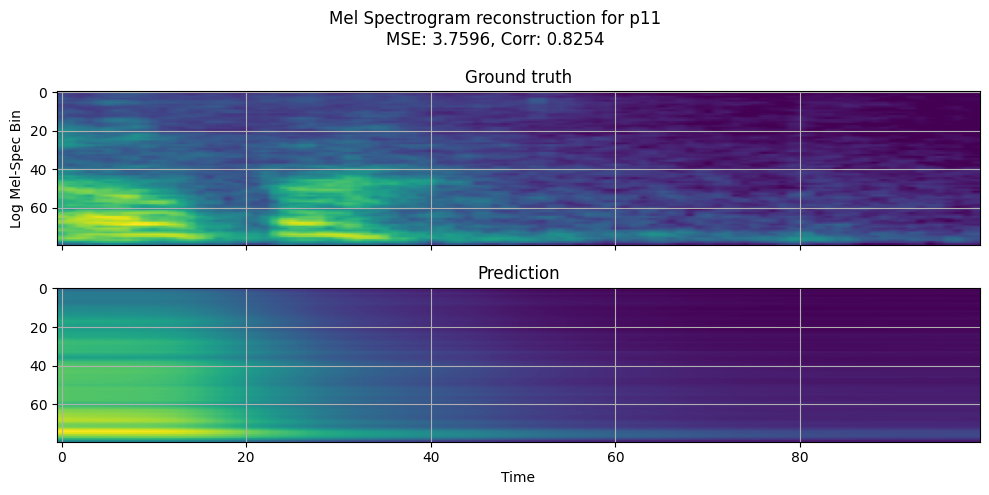 Mel Spectrogram reconstruction for p11
MSE: 3.7596, Corr: 0.8254
Ground truth
0
20
40
60
Log Mel-Spec Bin
Prediction
0
20
40
60
0 20 40 60 80
Time